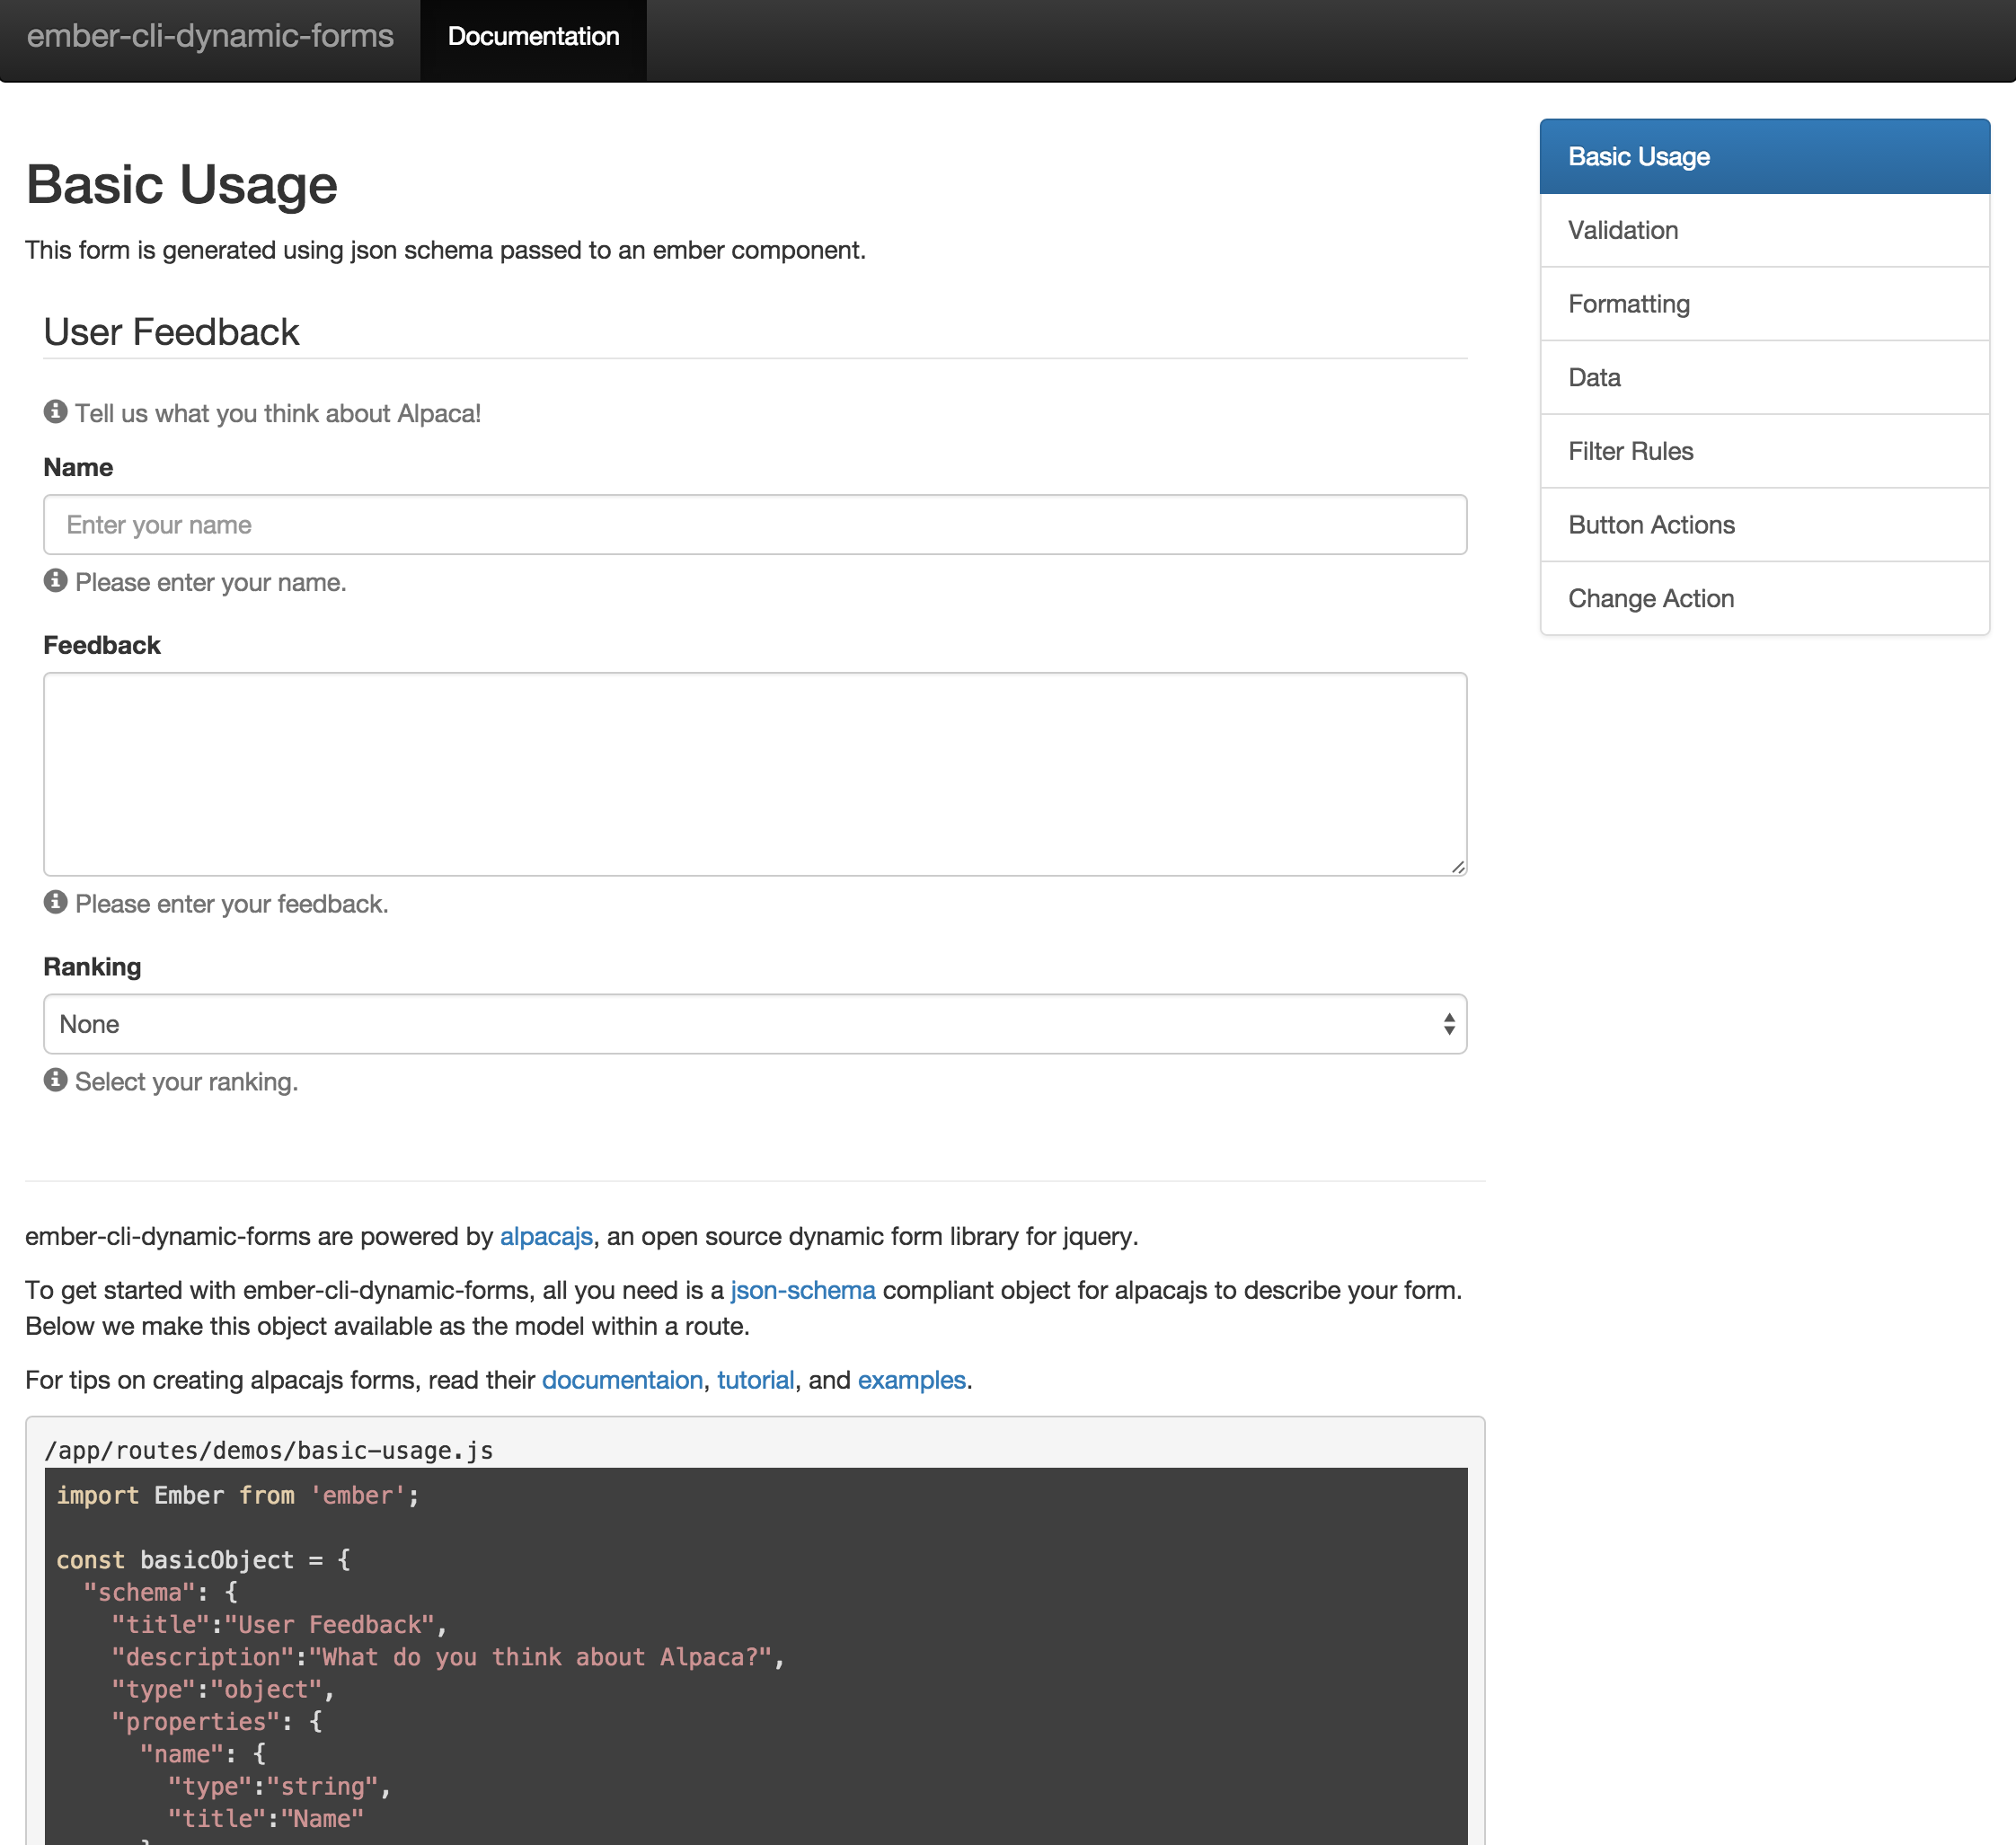 ember-cli-dynamic-forms Documentation
Basic Usage
This form is generated using json schema passed to an ember component.
User Feedback
Tell us what you think about Alpaca!
Name
Enter your name
Please enter your name.
Feedback
Please enter your feedback.
Ranking
None
Select your ranking.
ember-cli-dynamic-forms are powered by alpacajs, an open source dynamic form library for jquery.
To get started with ember-cli-dynamic-forms, all you need is a json-schema compliant object for alpacajs to describe your form.
Below we make this object available as the model within a route.
For tips on creating alpacajs forms, read their documentaion, tutorial, and examples.
/app/routes/demos/basic-usage.js
import Ember from 'ember';
const basicObject = {
  "schema": {
    "title":"User Feedback",
    "description":"What do you think about Alpaca?",
    "type":"object",
    "properties": {
      "name": {
        "type":"string",
        "title":"Name"
Basic Usage
Validation
Formatting
Data
Filter Rules
Button Actions
Change Action